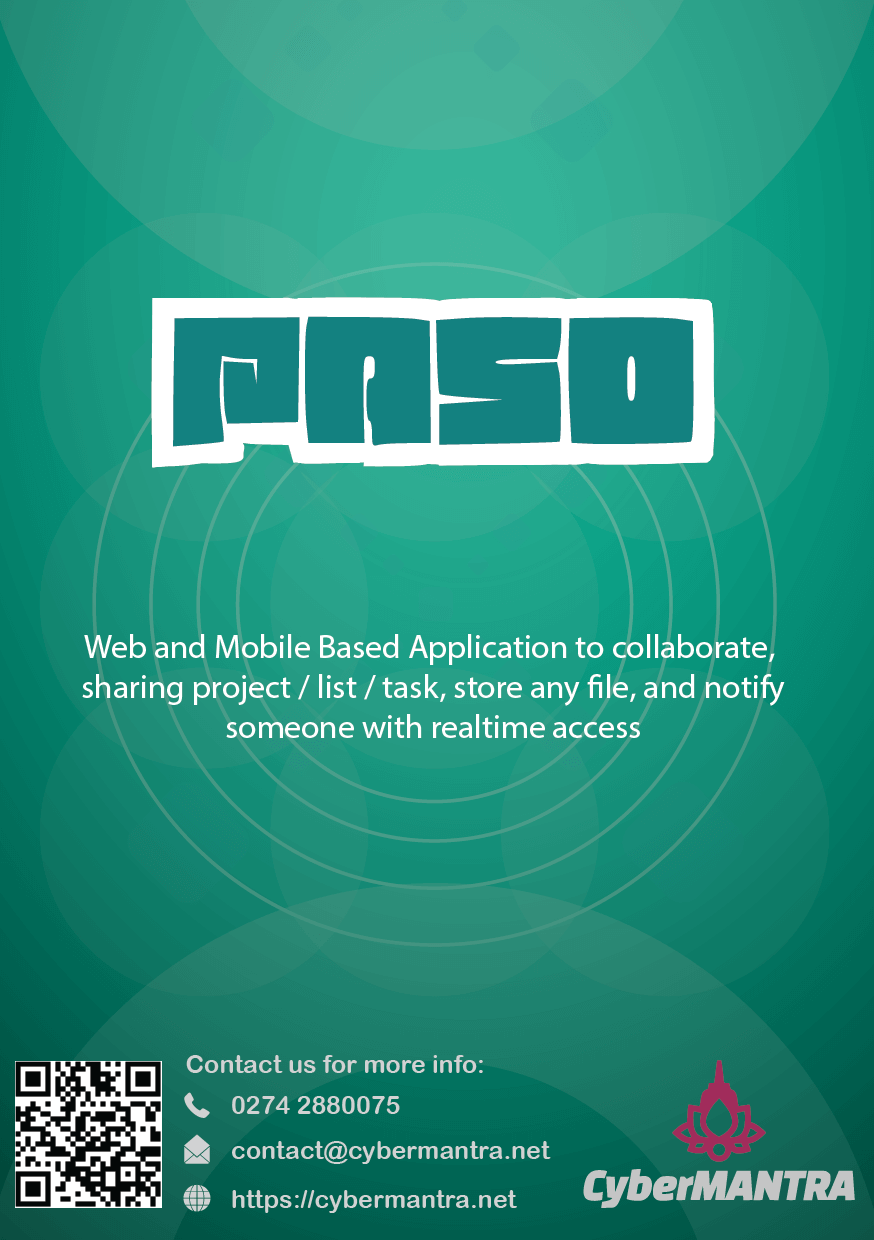 PASO
Web and Mobile Based Application to collaborate,
sharing project / list / task, store any file, and notify
someone with realtime access
Contact us for more info:
0274 2880075
contact@cybermantra.net
https://cybermantra.net
CyberMANTRA